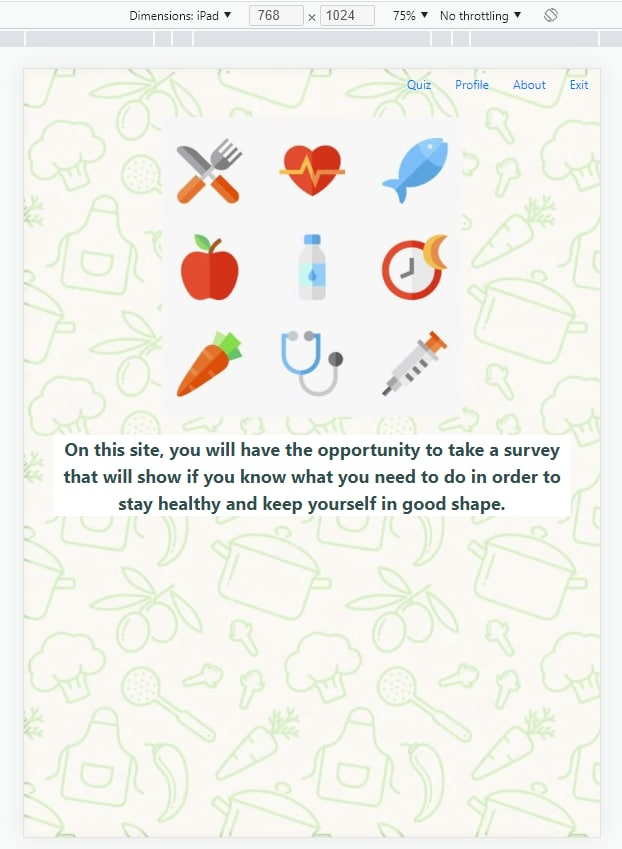 Dimensions: iPad ▼ 768 × 1024 75% ▼ No throttling ▼
Quiz Profile About Exit
On this site, you will have the opportunity to take a survey
that will show if you know what you need to do in order to
stay healthy and keep yourself in good shape.